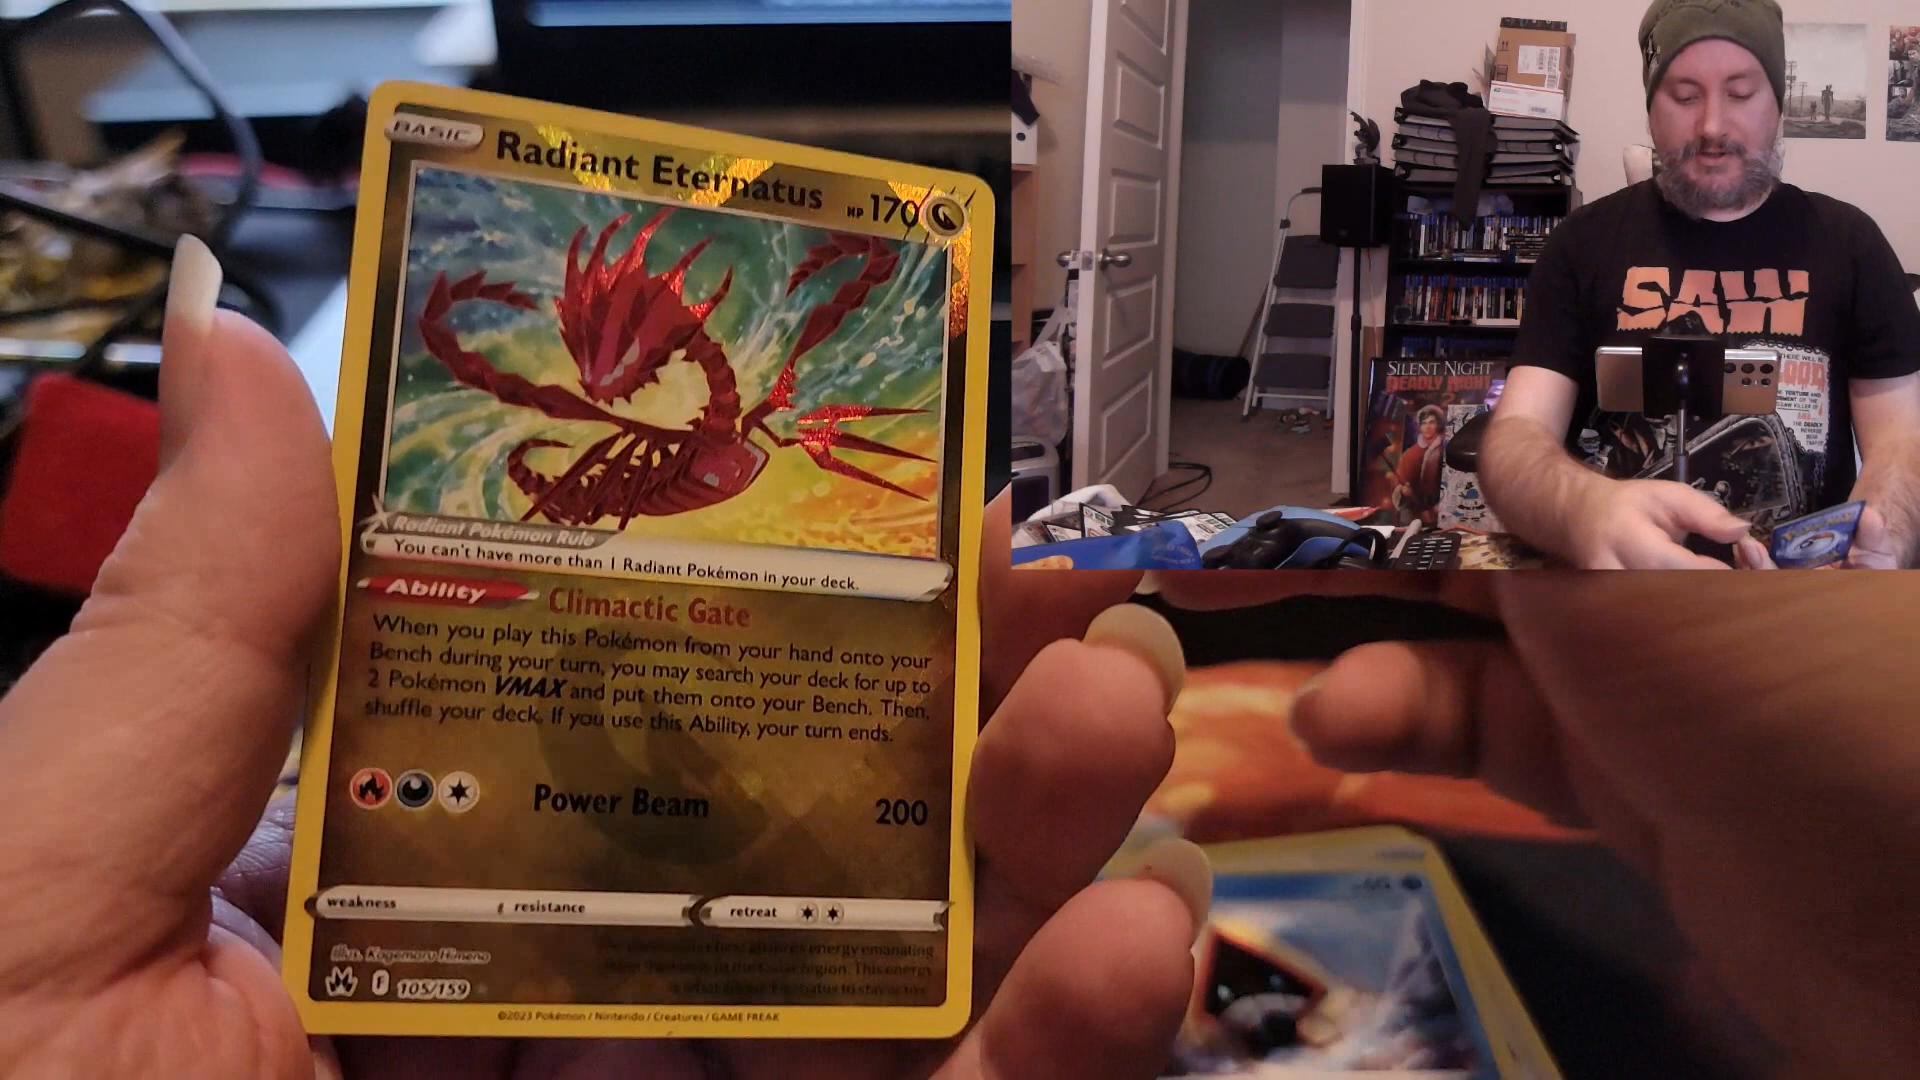 BASIC
Radiant Eternatus
HP 170
Radiant Pokémon Rule
You can't have more than 1 Radiant Pokémon in your deck.
Ability Climactic Gate
When you play this Pokémon from your hand onto your
Bench during your turn, you may search your deck for up to
2 Pokémon VMAX and put them onto your Bench. Then,
shuffle your deck. If you use this Ability, your turn ends.
Power Beam 200
weakness resistance retreat
Illus. Kagemaru Himeno
F 105/159
©2023 Pokémon / Nintendo / Creatures / GAME FREAK
SAW
SILENT NIGHT
DEADLY NIGHT